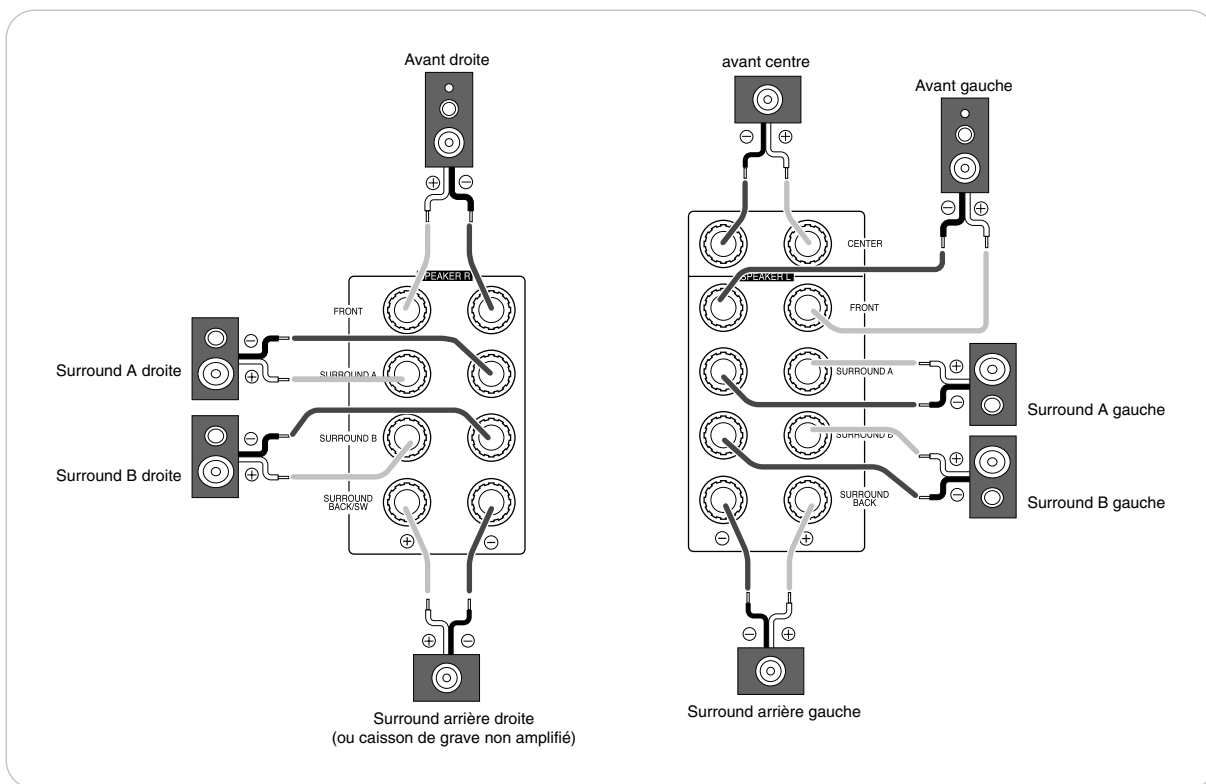 Avant droite
avant centre
Avant gauche
CENTER
SPEAKER R
SPEAKER L
FRONT
FRONT
Surround A droite
SURROUND A
SURROUND A
Surround A gauche
SURROUND B
SURROUND B
Surround B droite
Surround B gauche
SURROUND
BACK/SW
SURROUND
BACK
Surround arrière droite
(ou caisson de grave non amplifié)
Surround arrière gauche